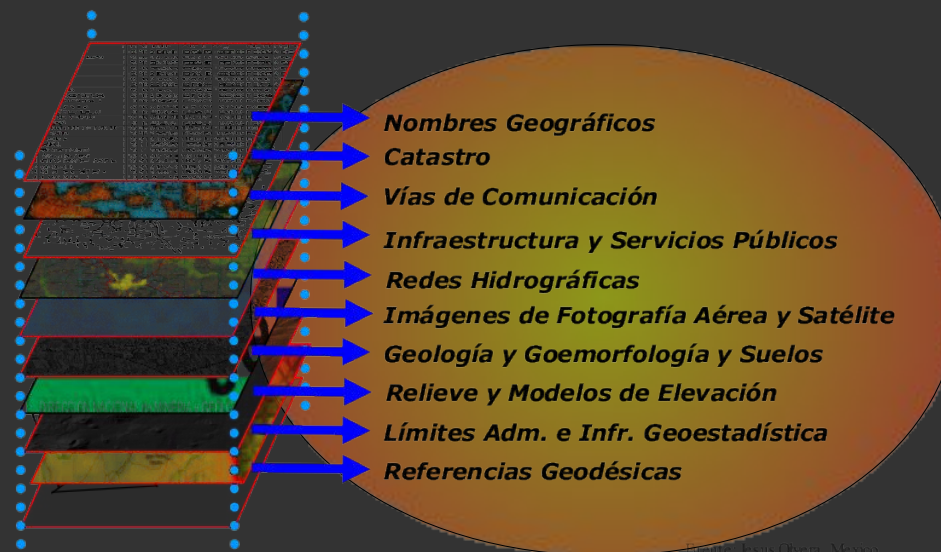 Nombres Geográficos
Catastro
Vías de Comunicación
Infraestructura y Servicios Públicos
Redes Hidrográficas
Imágenes de Fotografía Aérea y Satélite
Geología y Goemorfología y Suelos
Relieve y Modelos de Elevación
Límites Adm. e Infr. Geoestadística
Referencias Geodésicas